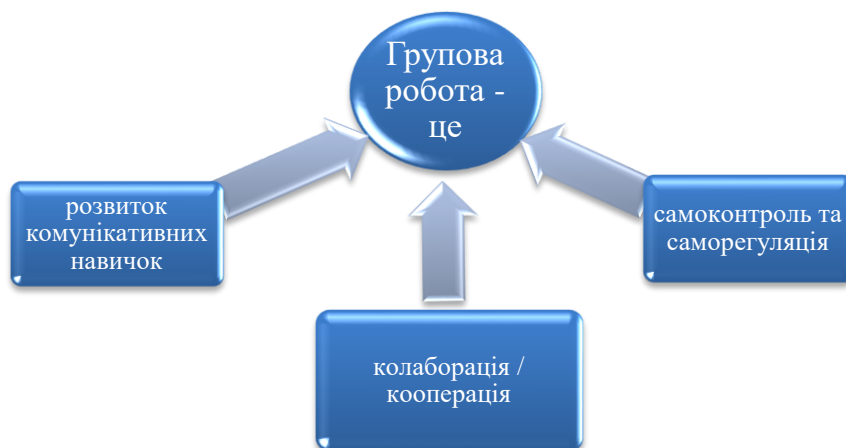 Групова
робота -
це
розвиток
комунікативних
навичок
самоконтроль та
саморегуляція
колаборація /
кооперація